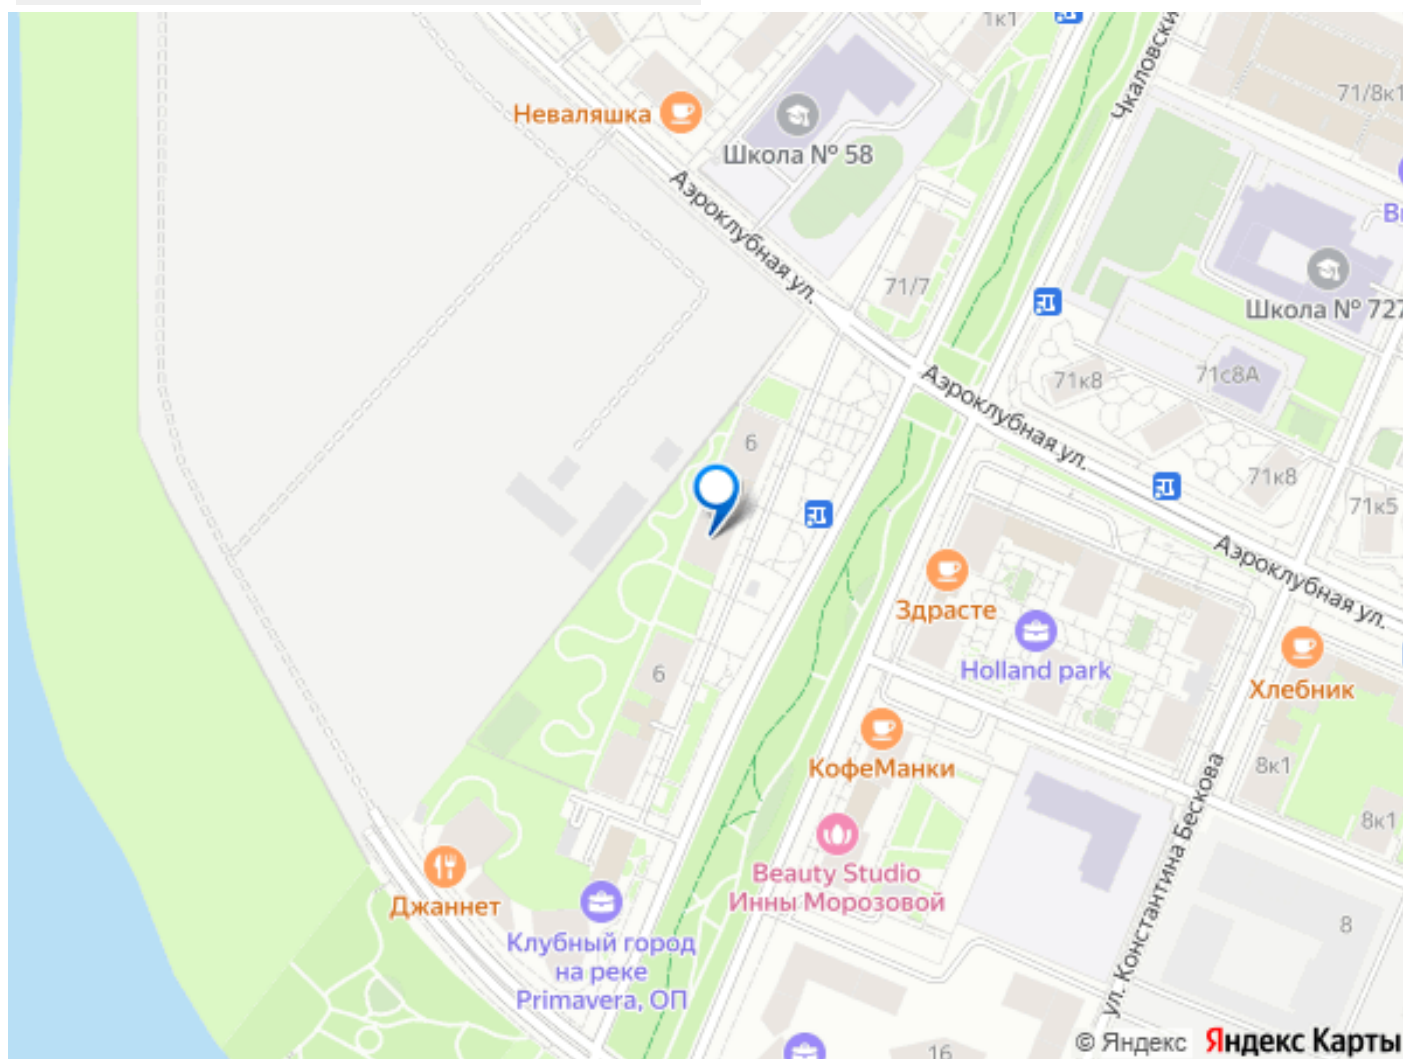 1к1
Чкаловски
71/8к1
Неваляшка
Школа № 58
Аэроклубная ул.
71/7
Школа № 727
71к8
71с8А
Аэроклубная ул.
6
71к8
71к5
Аэроклубная ул.
Здрасте
Holland park
Хлебник
6
КофеМанки
8к1
8к1
ул. Константина Бескова
Beauty Studio
Инны Морозовой
Джаннет
Клубный город
на реке
Primavera, ОП
8
16
© Яндекс Яндекс Карты